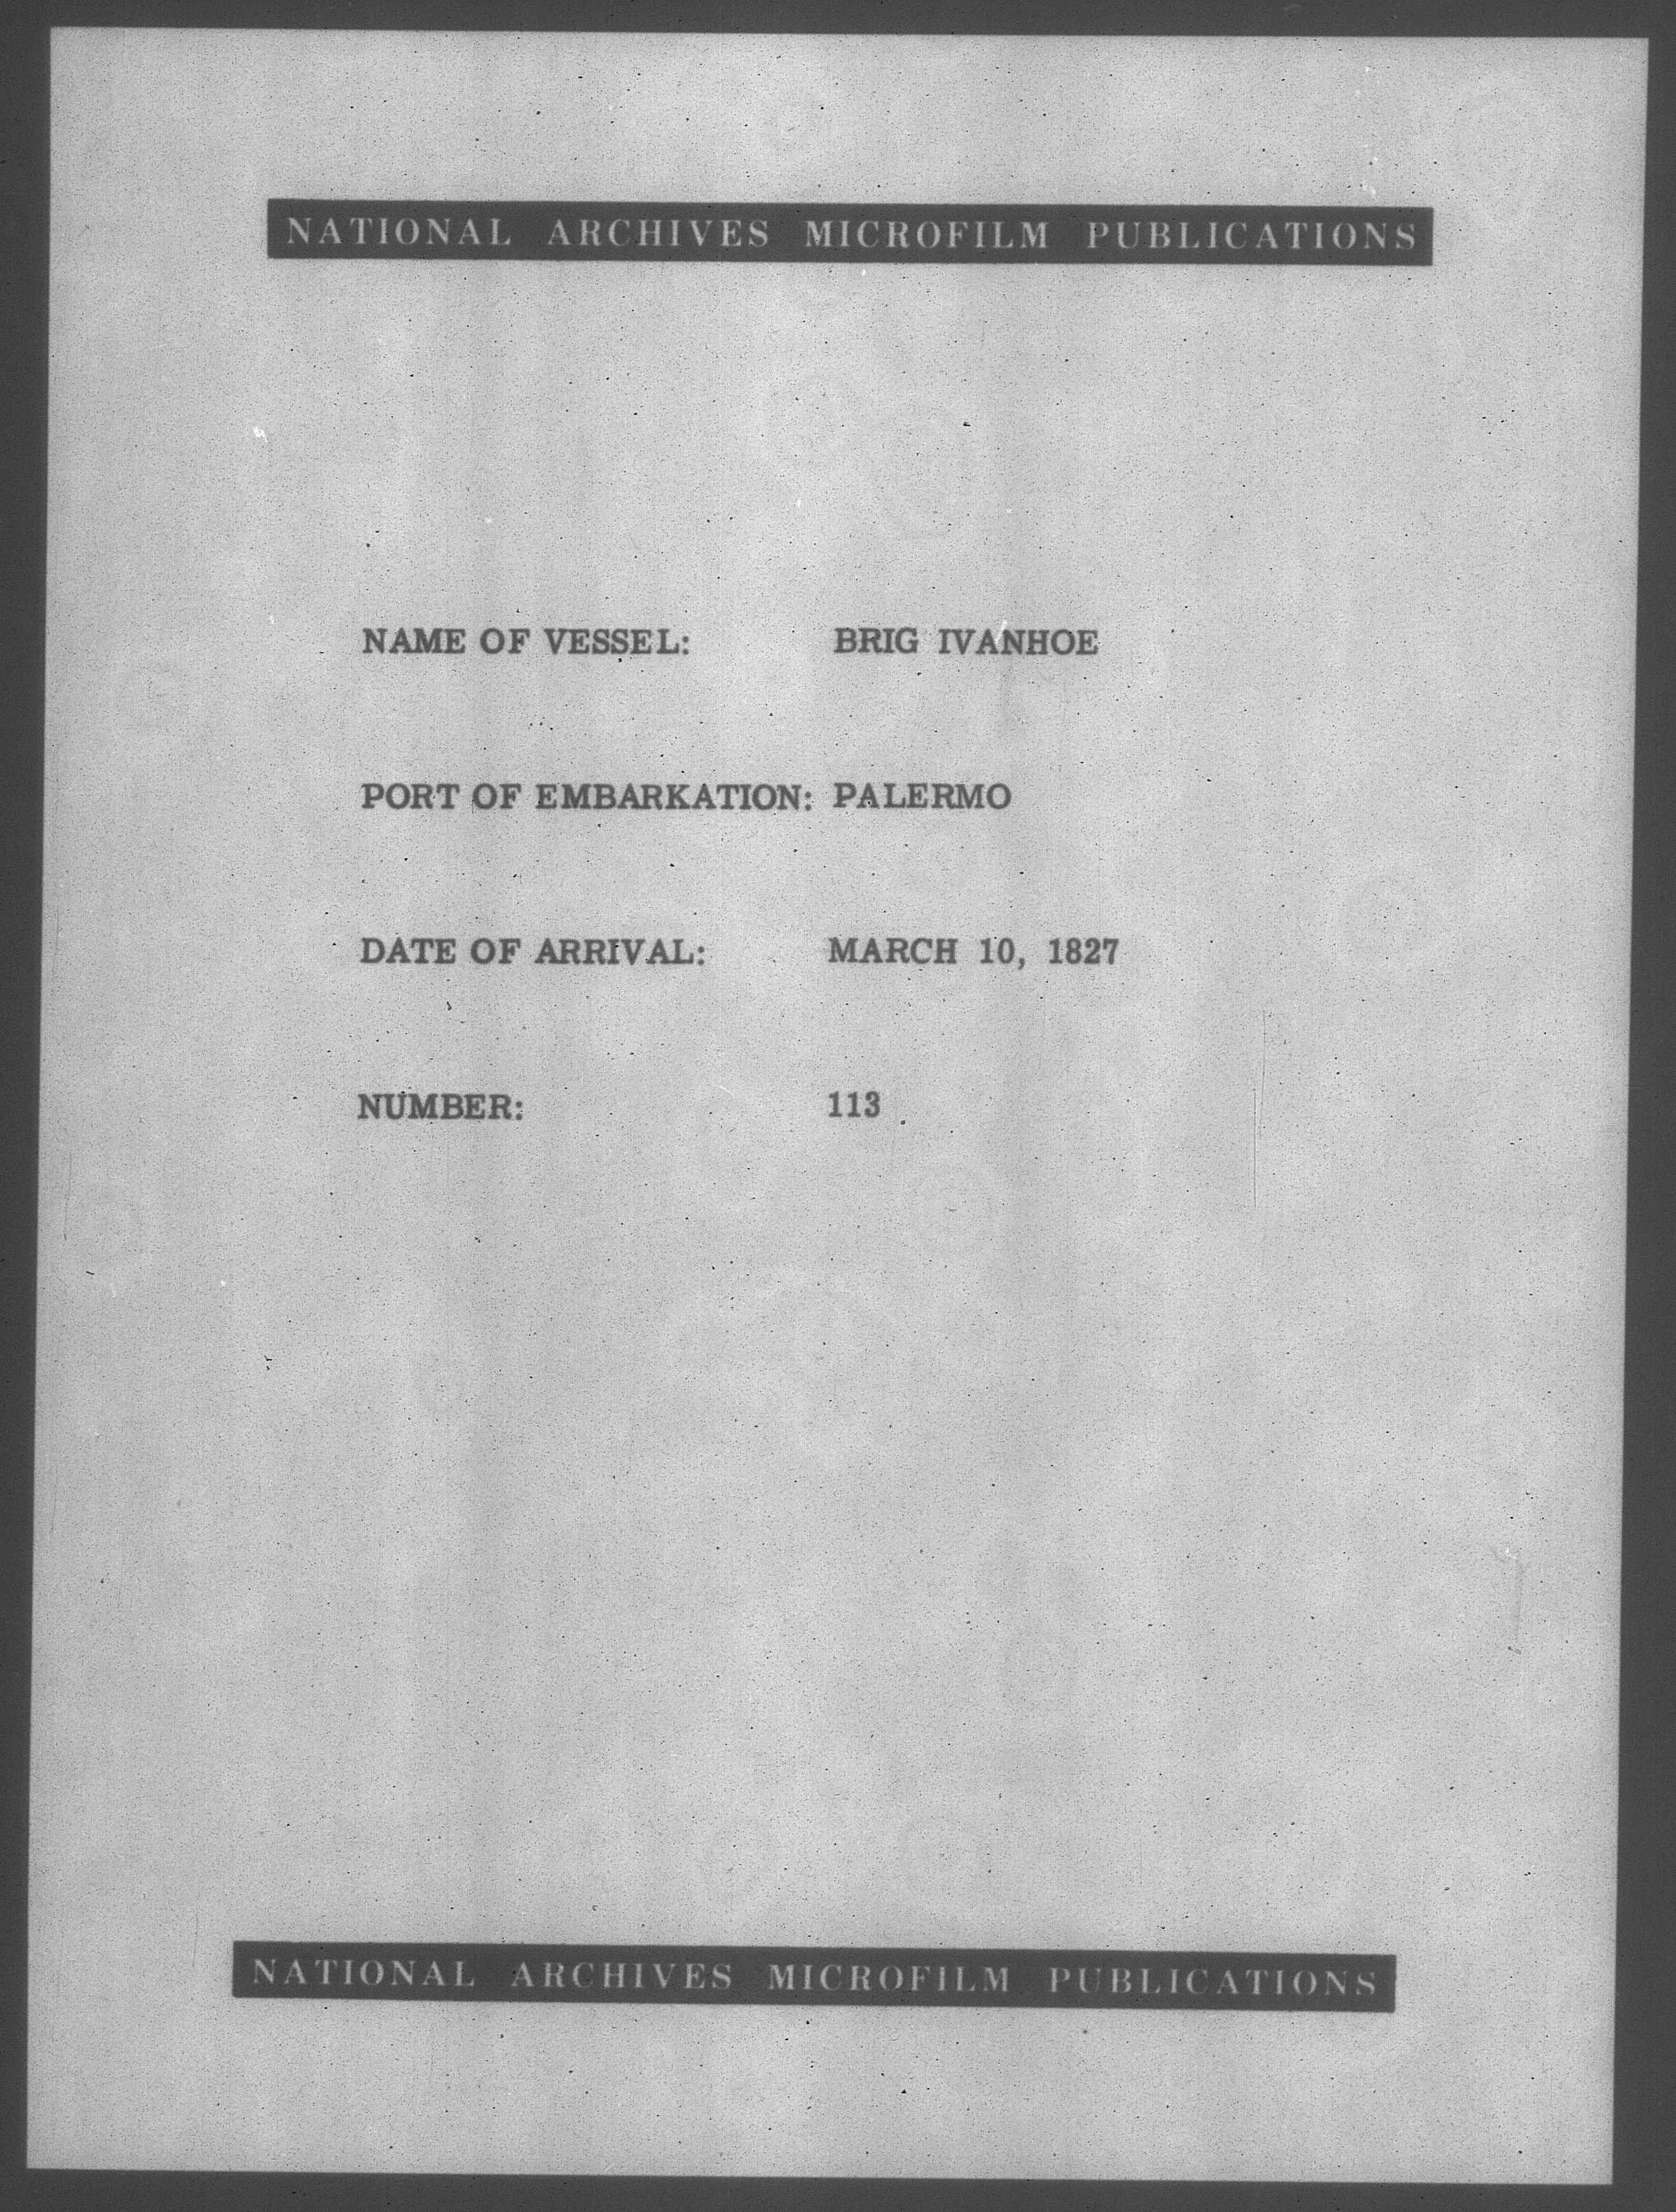 NATIONAL ARCHIVES MICROFILM PUBLICATIONS
NAME OF VESSEL: BRIG IVANHOE
PORT OF EMBARKATION: PALERMO
DATE OF ARRIVAL: MARCH 10, 1827
NUMBER: 113
NATIONAL ARCHIVES MICROFILM PUBLICATIONS